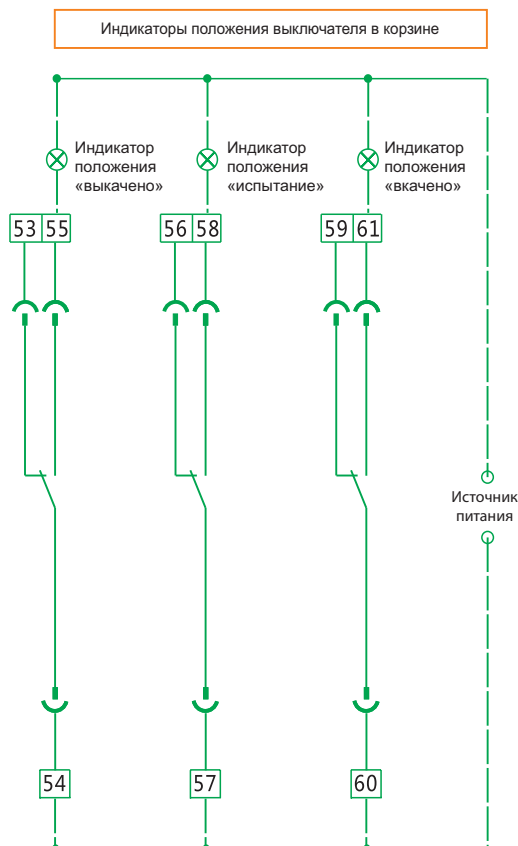 Индикаторы положения выключателя в корзине
Индикатор
положения
«выкачено»
Индикатор
положения
«испытание»
Индикатор
положения
«вкачено»
53 55
56 58
59 61
Источник
питания
54
57
60